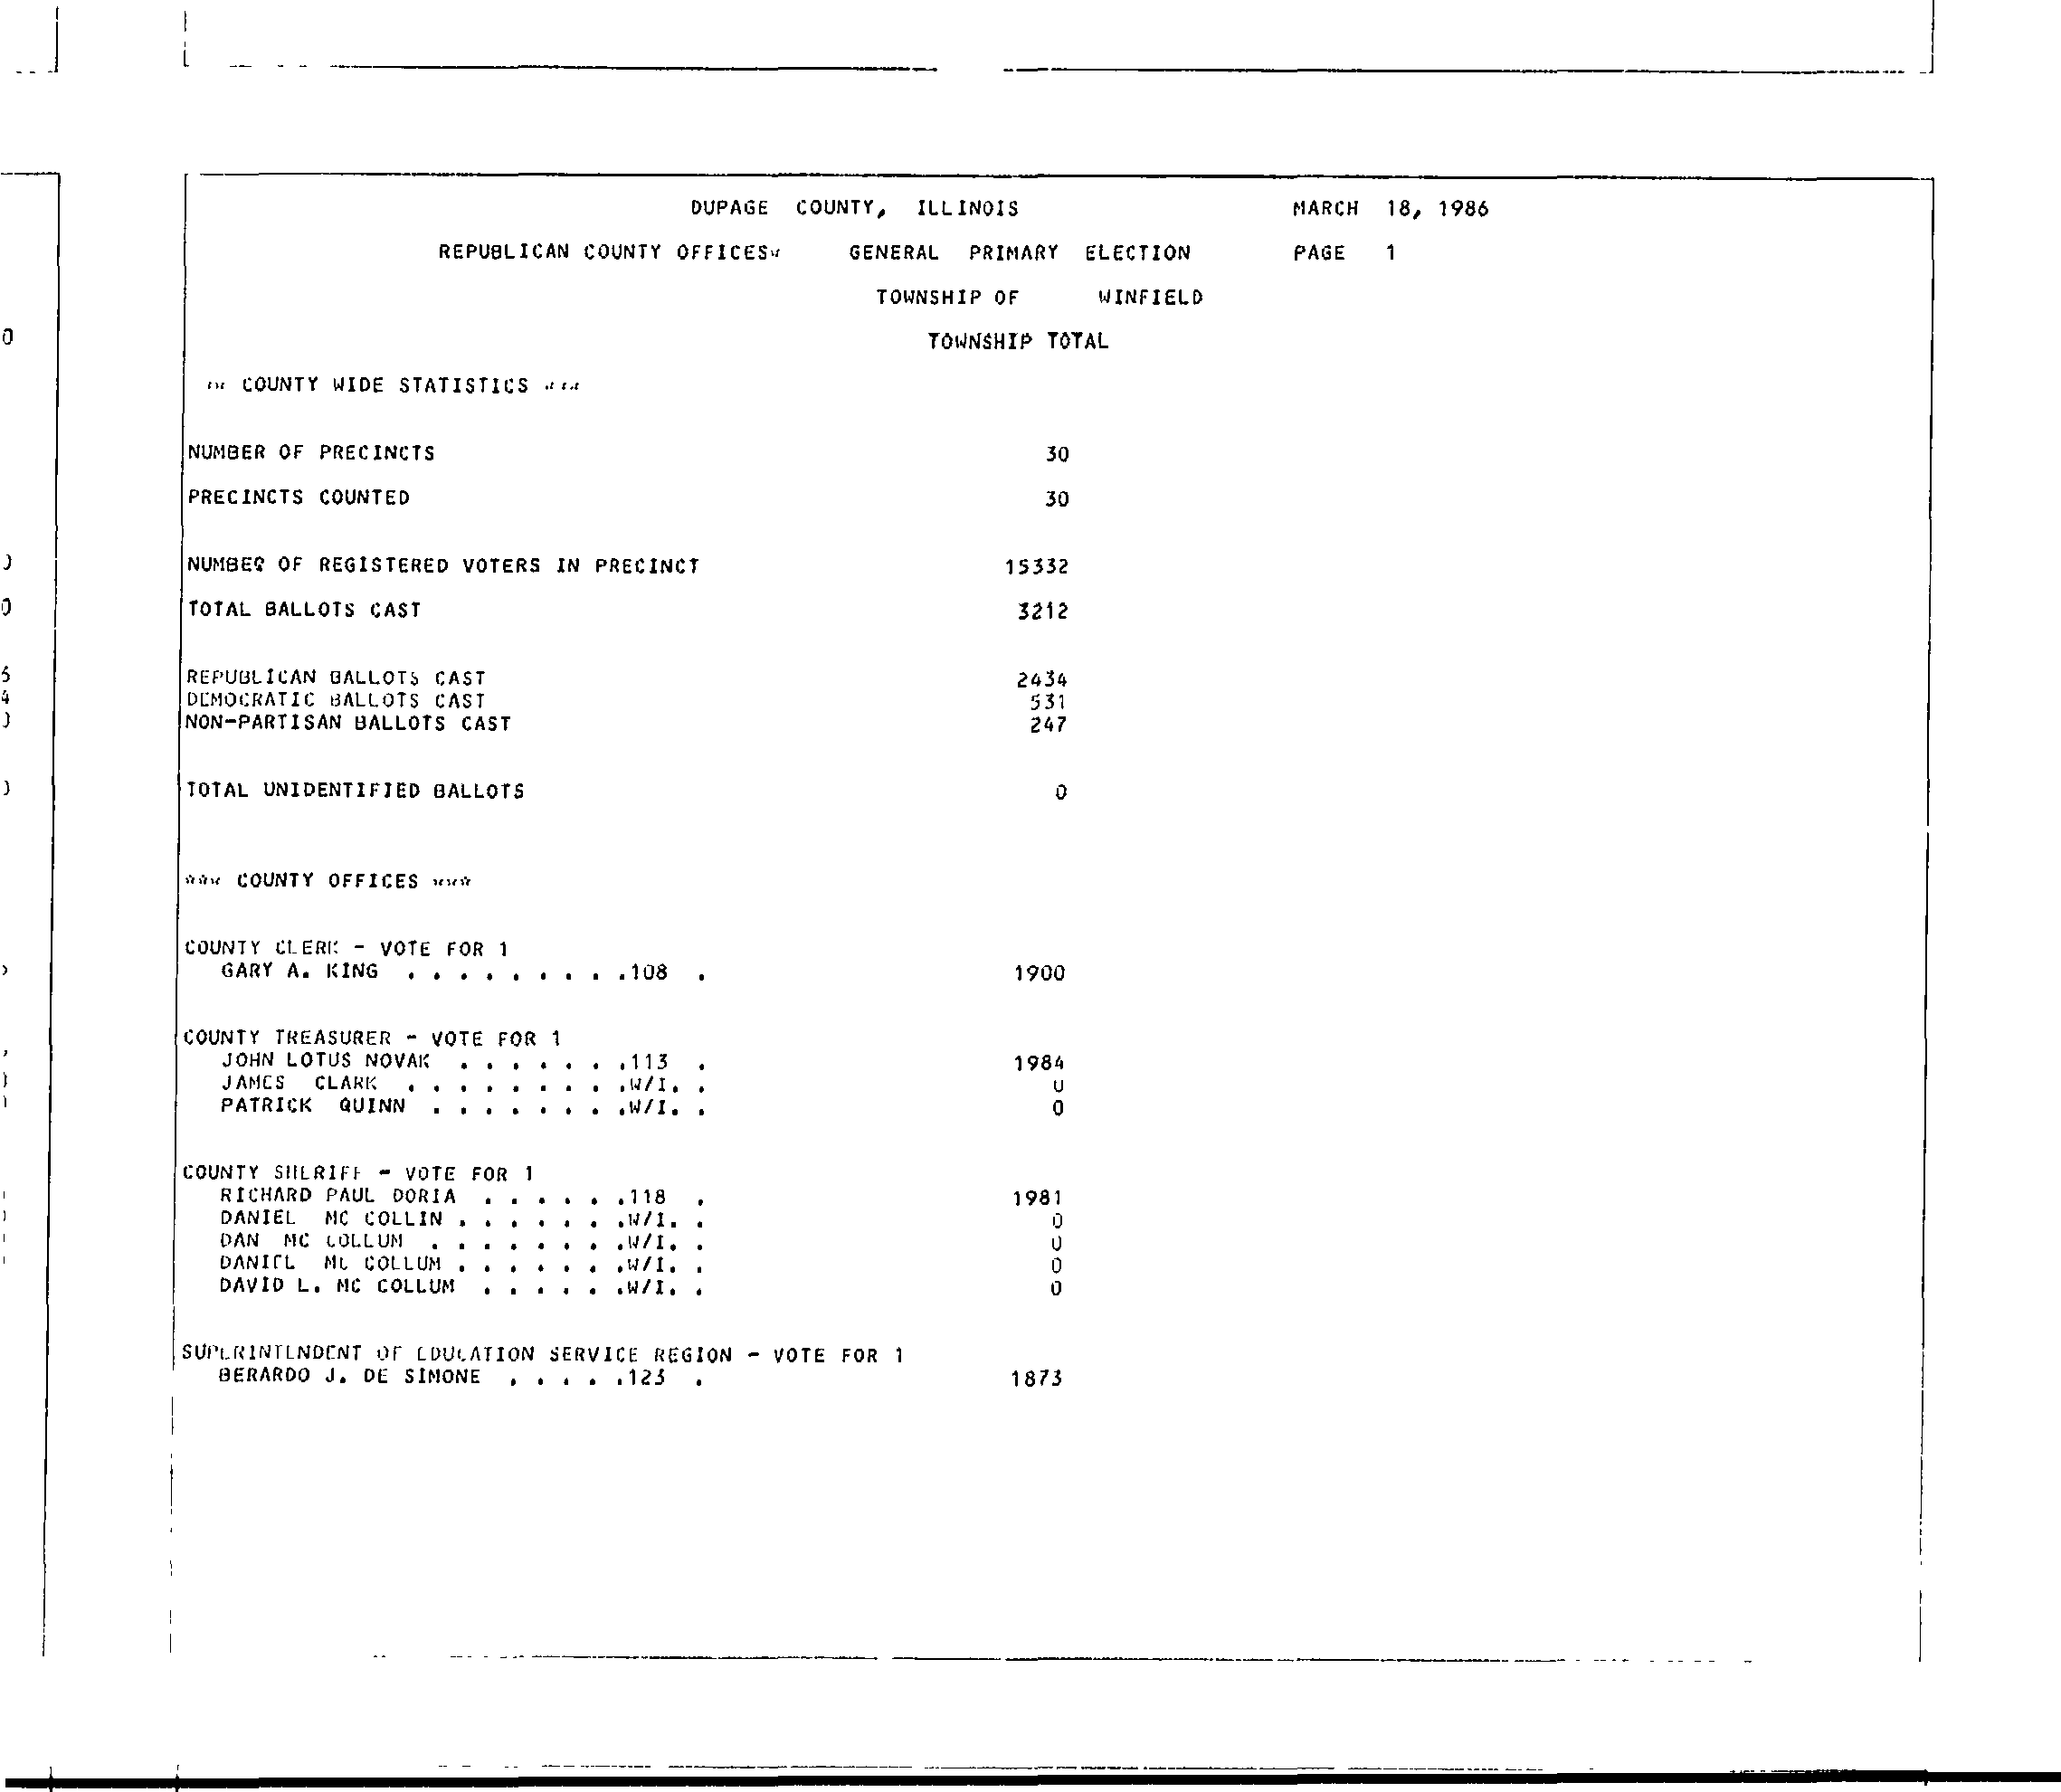 DUPAGE COUNTY, ILLINOIS MARCH 18, 1986
REPUBLICAN COUNTY OFFICES* GENERAL PRIMARY ELECTION PAGE 1
TOWNSHIP OF WINFIELD
TOWNSHIP TOTAL
** COUNTY WIDE STATISTICS ***
NUMBER OF PRECINCTS 30
PRECINCTS COUNTED 30
NUMBER OF REGISTERED VOTERS IN PRECINCT 15332
TOTAL BALLOTS CAST 3212
REPUBLICAN BALLOTS CAST 2434
DEMOCRATIC BALLOTS CAST 531
NON-PARTISAN BALLOTS CAST 247
TOTAL UNIDENTIFIED BALLOTS 0
*** COUNTY OFFICES ***
COUNTY CLERK - VOTE FOR 1
GARY A. KING . . . . . . . . .108 . 1900
COUNTY TREASURER - VOTE FOR 1
JOHN LOTUS NOVAK . . . . . . .113 . 1984
JAMES CLARK . . . . . . . . .W/I. . 0
PATRICK QUINN . . . . . . . .W/I. . 0
COUNTY SHERIFF - VOTE FOR 1
RICHARD PAUL DORIA . . . . . .118 . 1981
DANIEL MC COLLIN . . . . . . .W/I. . 0
DAN MC COLLUM . . . . . . . .W/I. . 0
DANIEL MC COLLUM . . . . . . .W/I. . 0
DAVID L. MC COLLUM . . . . . .W/I. . 0
SUPERINTENDENT OF EDUCATION SERVICE REGION - VOTE FOR 1
BERARDO J. DE SIMONE . . . . .123 . 1873